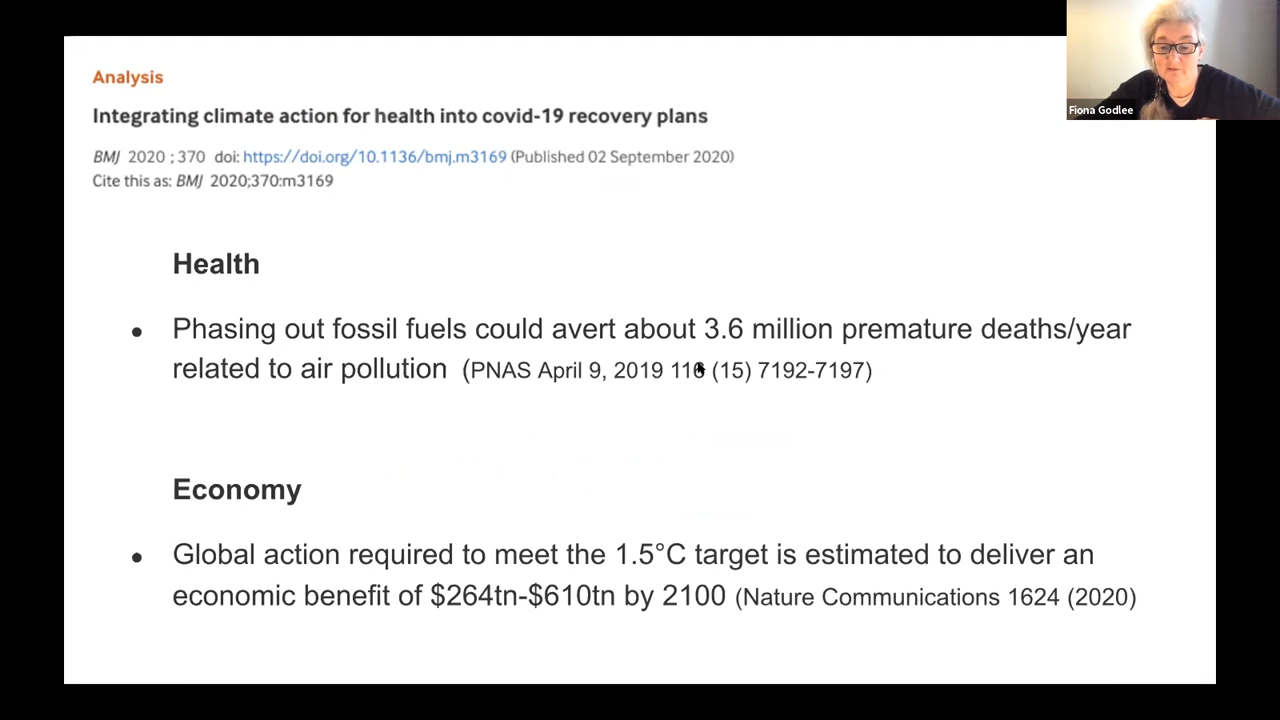 Fiona Godlee
Analysis
Integrating climate action for health into covid-19 recovery plans
BMJ 2020 ; 370 doi: https://doi.org/10.1136/bmj.m3169 (Published 02 September 2020)
Cite this as: BMJ 2020;370:m3169
Health
● Phasing out fossil fuels could avert about 3.6 million premature deaths/year
related to air pollution (PNAS April 9, 2019 (15) 7192-7197)
Economy
● Global action required to meet the 1.5°C target is estimated to deliver an
economic benefit of $264tn-$610tn by 2100 (Nature Communications 1624 (2020)